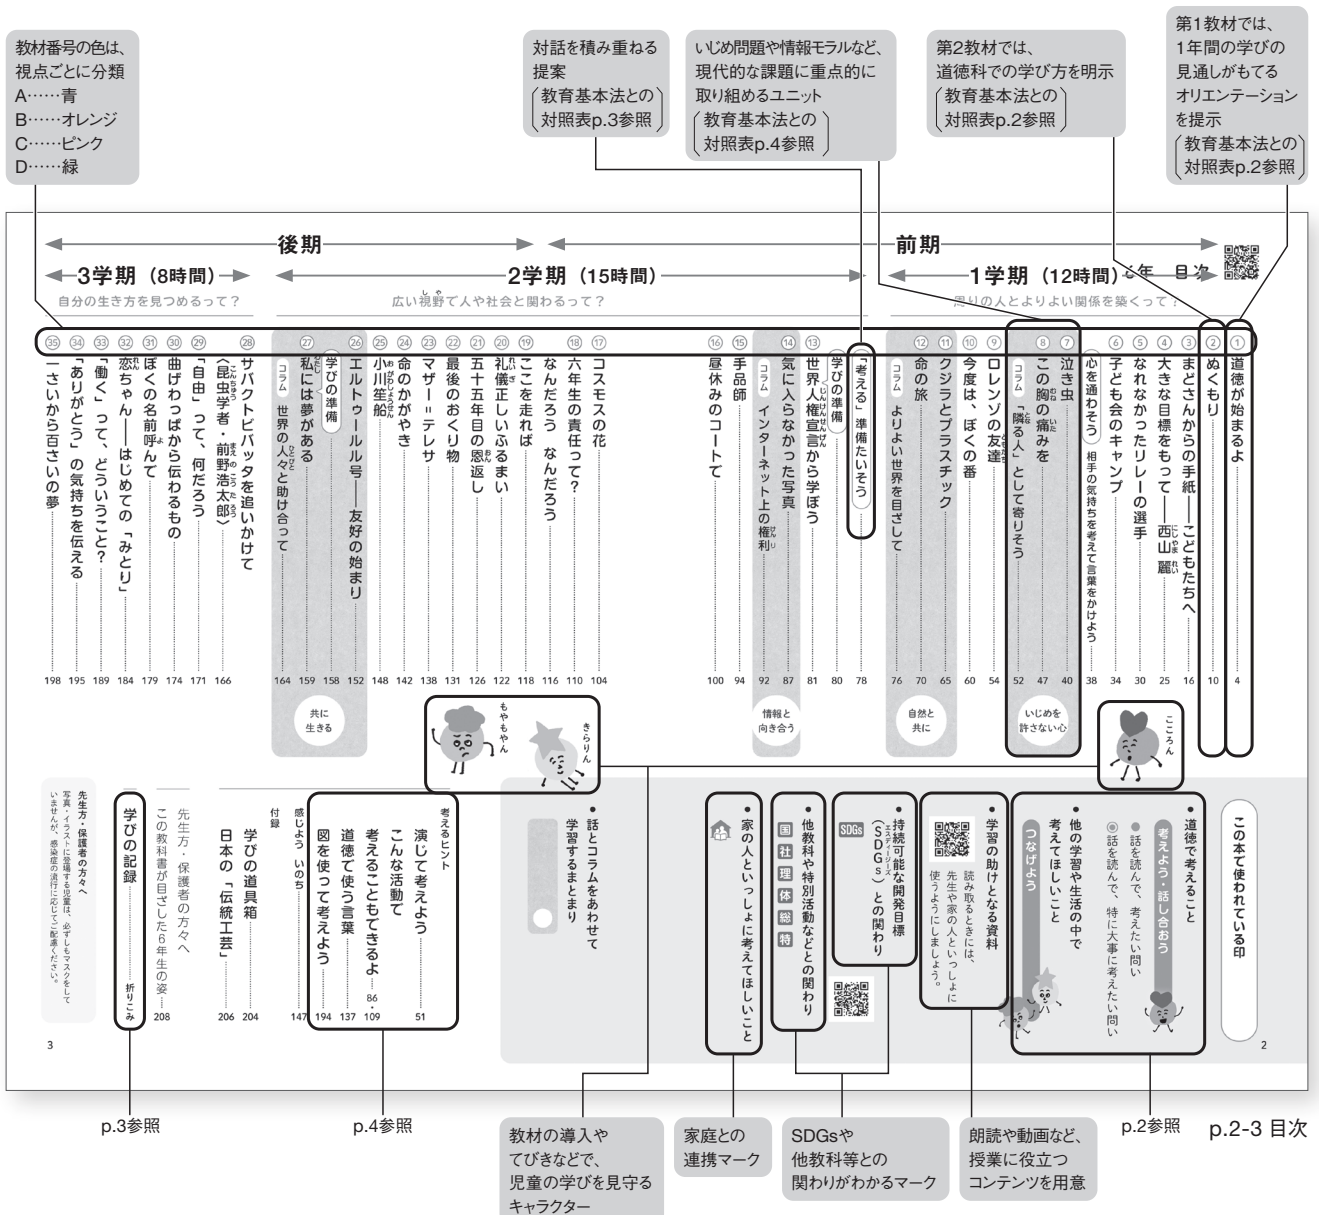 教材番号の色は、
視点ごとに分類
A……青
B……オレンジ
C……ピンク
D……緑
対話を積み重ねる
提案
教育基本法との
対照表p.3参照
いじめ問題や情報モラルなど、
現代的な課題に重点的に
取り組めるユニット
教育基本法との
対照表p.4参照
第2教材では、
道徳科での学び方を明示
教育基本法との
対照表p.2参照
第1教材では、
1年間の学びの
見通しがもてる
オリエンテーション
を提示
教育基本法との
対照表p.2参照
6年 目次
前期
後期
1学期（12時間）
周りの人とよりよい関係を築くって？
① 道徳が始まるよ 4
② ぬくもり 10
③ まどさんからの手紙——こどもたちへ 16
④ 大きな目標をもって——西山 麗 25
⑤ なれなかったリレーの選手 30
⑥ 子ども会のキャンプ 34
心を通わそう 相手の気持ちを考えて言葉をかけよう 38
⑦ 泣き虫 40
⑧ この胸の痛みを 47
コラム 「隣る人」として寄りそう 52
いじめを
許さない心
⑨ ロレンゾの友達 54
⑩ 今度は、ぼくの番 60
⑪ クジラとプラスチック 65
⑫ 命の旅 70
コラム よりよい世界を目ざして 76
自然と
共に
2学期（15時間）
広い視野で人や社会と関わるって？
「考える」準備たいそう 78
学びの準備 80
⑬ 世界人権宣言から学ぼう 81
⑭ 気に入らなかった写真 87
コラム インターネット上の権利 92
情報と
向き合う
⑮ 手品師 94
⑯ 昼休みのコートで 100
⑰ コスモスの花 104
⑱ 六年生の責任って？ 110
なんだろう なんだろう 116
⑲ ここを走れば 118
⑳ 礼儀正しいふるまい 122
㉑ 五十五年目の恩返し 126
㉒ 最後のおくり物 131
㉓ マザー＝テレサ 138
㉔ 命のかがやき 142
㉕ 小川笙船 148
㉖ エルトゥールル号——友好の始まり 152
学びの準備 158
㉗ 私には夢がある 159
コラム 世界の人々と助け合って 164
共に
生きる
3学期（8時間）
自分の生き方を見つめるって？
㉘ サバクトビバッタを追いかけて
〈昆虫学者・前野浩太郎〉 166
㉙ 「自由」って、何だろう 171
㉚ 曲げわっぱから伝わるもの 174
㉛ ぼくの名前呼んで 179
㉜ 恋ちゃん——はじめての「みとり」 184
㉝ 「働く」って、どういうこと？ 189
㉞ 「ありがとう」の気持ちを伝える 195
㉟ 一さいから百さいの夢 198
こころん
きらりん
もやもやん
この本で使われている印
・道徳で考えること
考えよう・話し合おう
●話を読んで、考えたい問い
◎話を読んで、特に大事に考えたい問い
・他の学習や生活の中で
考えてほしいこと
つなげよう
・学習の助けとなる資料
読み取るときには、
先生や家の人といっしょに
使うようにしましょう。
・持続可能な開発目標
（SDGs）との関わり
SDGs
・他教科や特別活動などとの関わり
国 社 理 体 総 特
・家の人といっしょに考えてほしいこと
・話とコラムをあわせて
学習するまとまり
考えるヒント
演じて考えよう 51
こんな活動で
考えることもできるよ 86・109
道徳で使う言葉 137
図を使って考えよう 194
感じよう いのち 147
付録
学びの道具箱 204
日本の「伝統工芸」 206
先生方・保護者の方々へ
この教科書が目ざした6年生の姿 208
学びの記録 折りこみ
先生方・保護者の方々へ
写真・イラストに登場する児童は、必ずしもマスクをして
いませんが、感染症の流行に応じてご配慮ください。
2
3
p.3参照
p.4参照
教材の導入や
てびきなどで、
児童の学びを見守る
キャラクター
家庭との
連携マーク
SDGsや
他教科等との
関わりがわかるマーク
朗読や動画など、
授業に役立つ
コンテンツを用意
p.2参照
p.2-3 目次